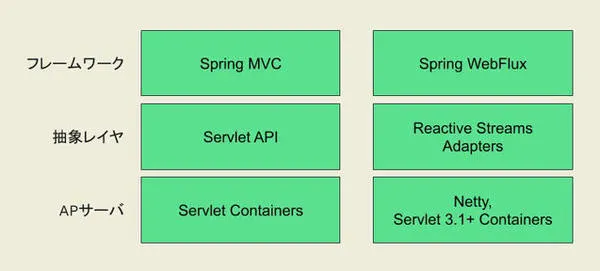 フレームワーク
Spring MVC
Spring WebFlux
抽象レイヤ
Servlet API
Reactive Streams
Adapters
APサーバ
Servlet Containers
Netty,
Servlet 3.1+ Containers